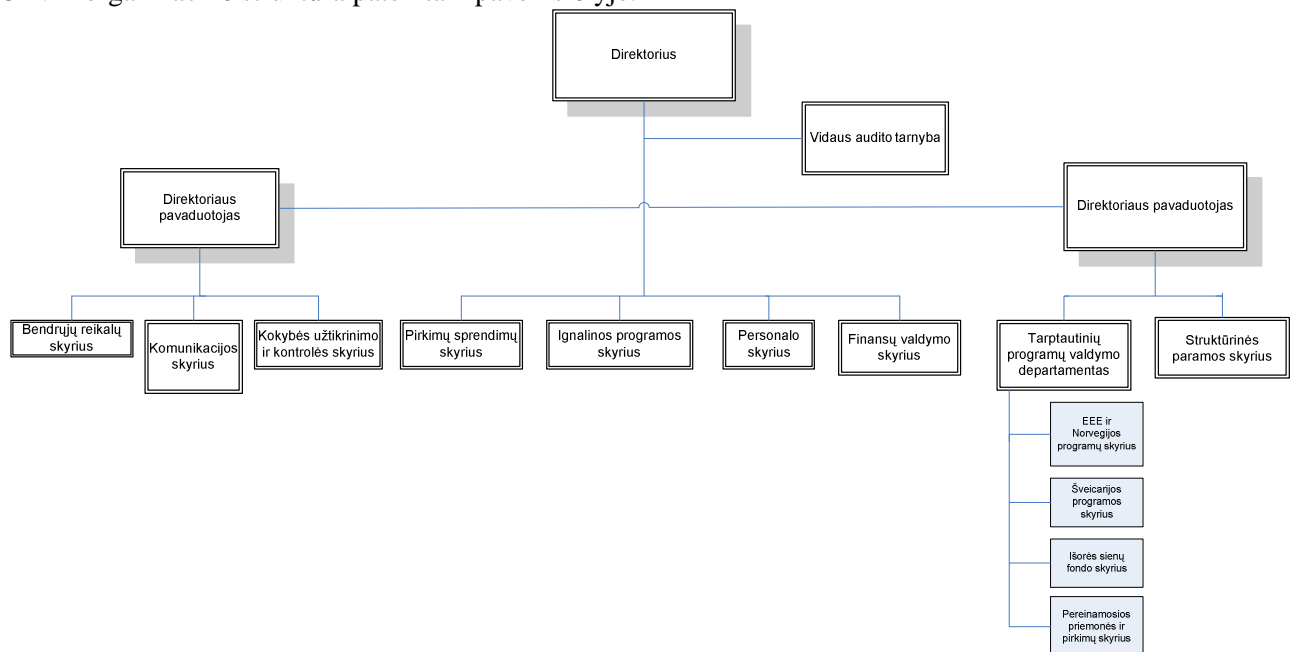 Direktorius
Vidaus audito tarnyba
Direktoriaus
pavaduotojas
Direktoriaus pavaduotojas
Bendrųjų reikalų
skyrius
Komunikacijos
skyrius
Kokybės užtikrinimo
ir kontrolės skyrius
Pirkimų sprendimų
skyrius
Ignalinos programos
skyrius
Personalo
skyrius
Finansų valdymo
skyrius
Tarptautinių
programų valdymo
departamentas
Struktūrinės
paramos skyrius
EEE ir
Norvegijos
programų skyrius
Šveicarijos
programos
skyrius
Išorės sienų
fondo skyrius
Pereinamosios
priemonės ir
pirkimų skyrius